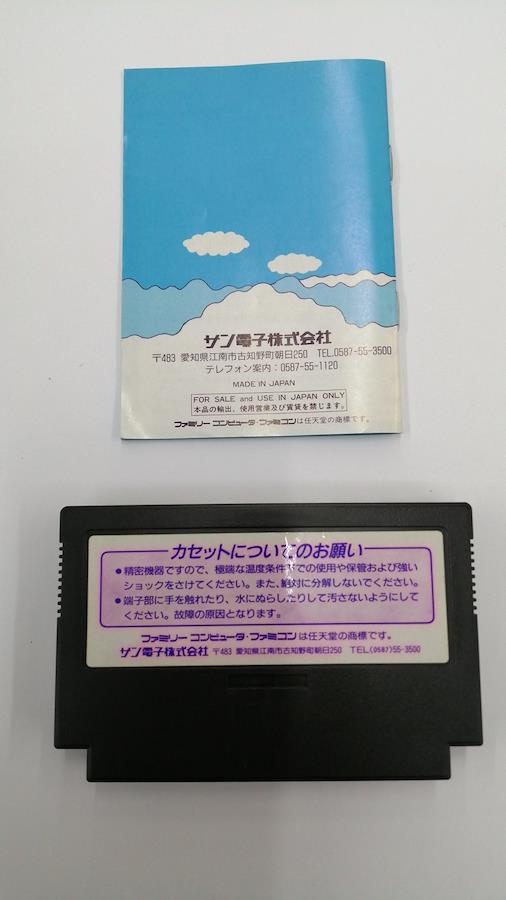 サン電子株式会社
〒483 愛知県江南市古知野町朝日250 TEL.0587-55-3500
テレフォン案内：0587-55-1120
MADE IN JAPAN
FOR SALE and USE IN JAPAN ONLY
本品の輸出、使用営業及び賃貸を禁じます。
ファミリー コンピュータ・ファミコンは任天堂の商標です。
カセットについてのお願い
●精密機器ですので、極端な温度条件下での使用や保管および強い
ショックをさけてください。また、絶対に分解しないでください。
●端子部に手を触れたり、水にぬらしたりして汚さないようにして
ください。故障の原因となります。
ファミリー コンピュータ・ファミコンは任天堂の商標です。
サン電子株式会社 〒483 愛知県江南市古知野町朝日250 TEL(0587)55-3500